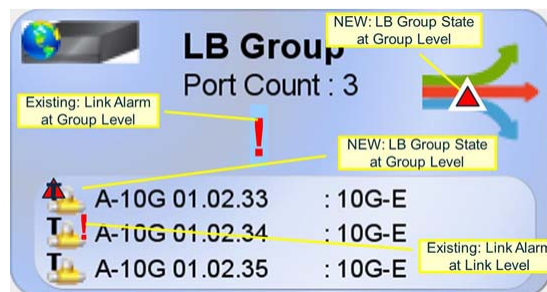 NEW: LB Group State
at Group Level
LB Group
Port Count : 3
Existing: Link Alarm
at Group Level
!
NEW: LB Group State
at Group Level
T A-10G 01.02.33 : 10G-E
T ! A-10G 01.02.34 : 10G-E
T A-10G 01.02.35 : 10G-E
Existing: Link Alarm
at Link Level